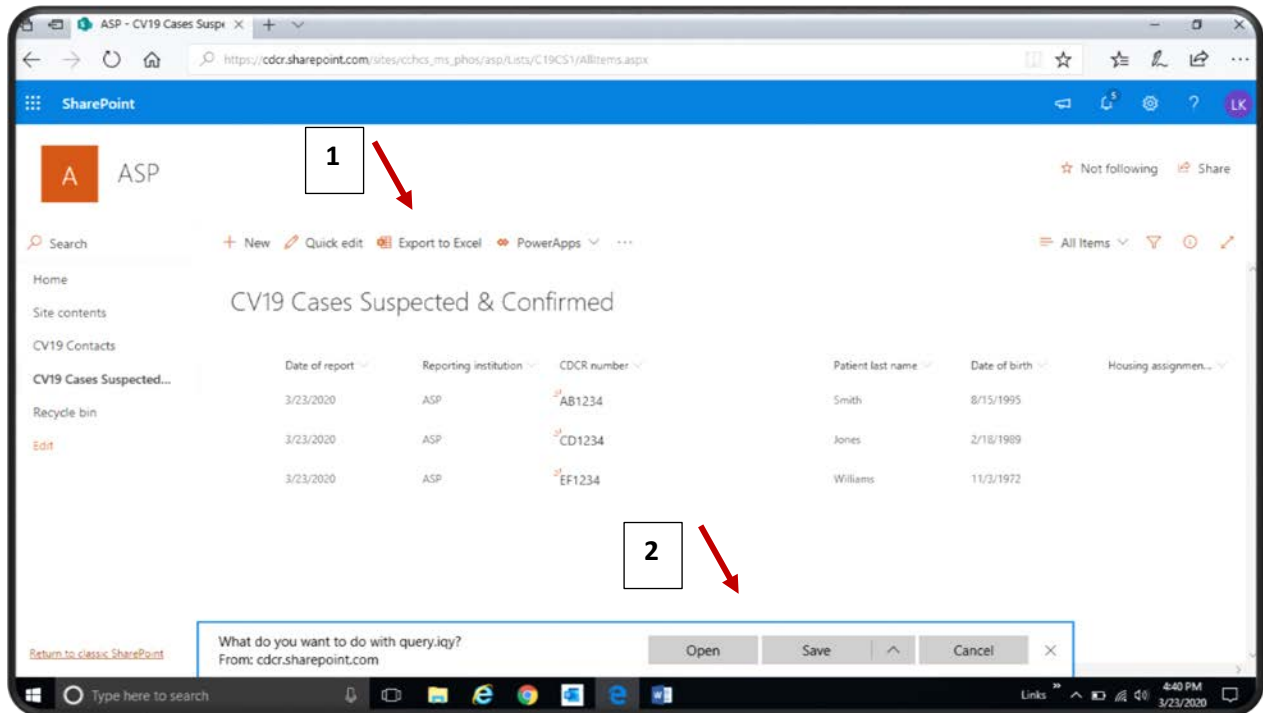 ASP - CV19 Cases Suspe
https://cdcr.sharepoint.com/sites/cchcs_ms_phos/asp/Lists/C19CS1/AllItems.aspx
SharePoint
5
?
LK
A
ASP
1
Not following
Share
Search
+ New
Quick edit
Export to Excel
PowerApps
...
All Items
Home
Site contents
CV19 Contacts
CV19 Cases Suspected...
Recycle bin
Edit
CV19 Cases Suspected & Confirmed
Date of report
Reporting institution
CDCR number
Patient last name
Date of birth
Housing assignmen...
3/23/2020
ASP
AB1234
Smith
8/15/1995
3/23/2020
ASP
CD1234
Jones
2/18/1989
3/23/2020
ASP
EF1234
Williams
11/3/1972
2
Return to classic SharePoint
What do you want to do with query.iqy?
From: cdcr.sharepoint.com
Open
Save
Cancel
Type here to search
Links
4:40 PM
3/23/2020